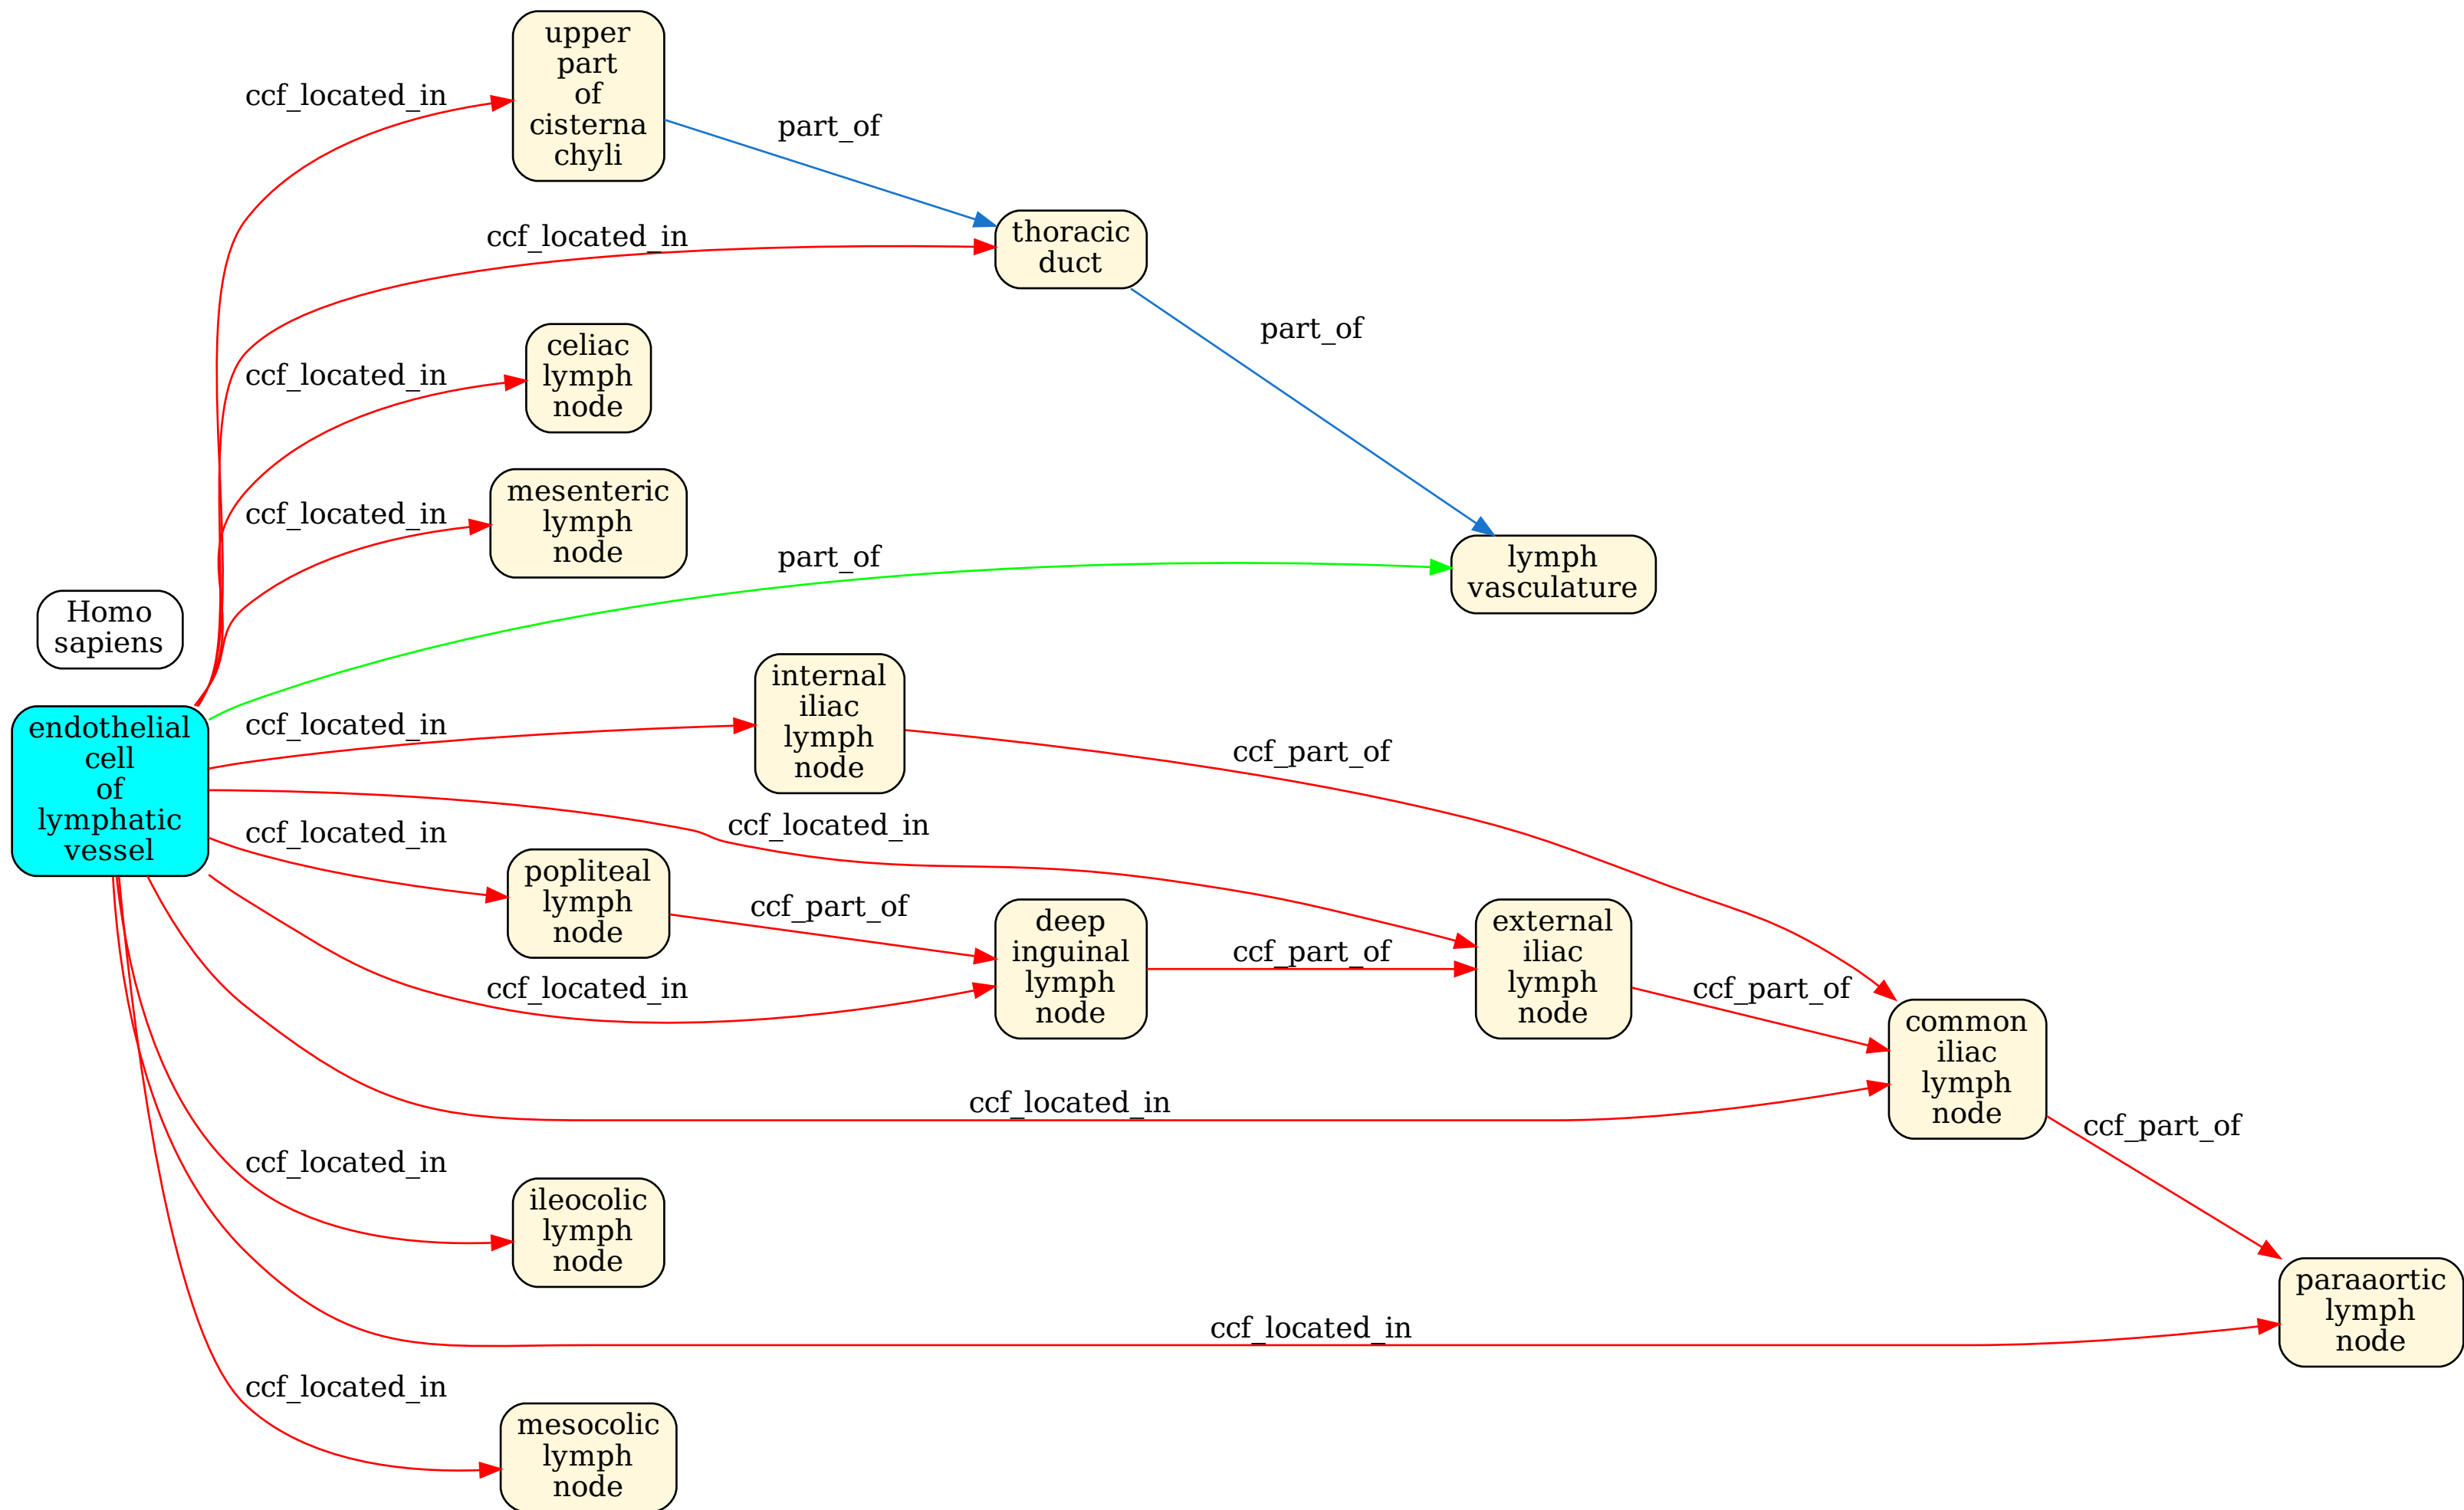 upper
part
of
cisterna
chyli
ccf_located_in
part_of
thoracic
duct
ccf_located_in
part_of
celiac
lymph
node
ccf_located_in
mesenteric
lymph
node
ccf_located_in
part_of
lymph
vasculature
Homo
sapiens
endothelial
cell
of
lymphatic
vessel
ccf_located_in
internal
iliac
lymph
node
ccf_part_of
ccf_located_in
ccf_located_in
popliteal
lymph
node
ccf_part_of
deep
inguinal
lymph
node
ccf_part_of
external
iliac
lymph
node
ccf_located_in
ccf_part_of
common
iliac
lymph
node
ccf_located_in
ccf_part_of
ccf_located_in
ileocolic
lymph
node
paraaortic
lymph
node
ccf_located_in
ccf_located_in
mesocolic
lymph
node